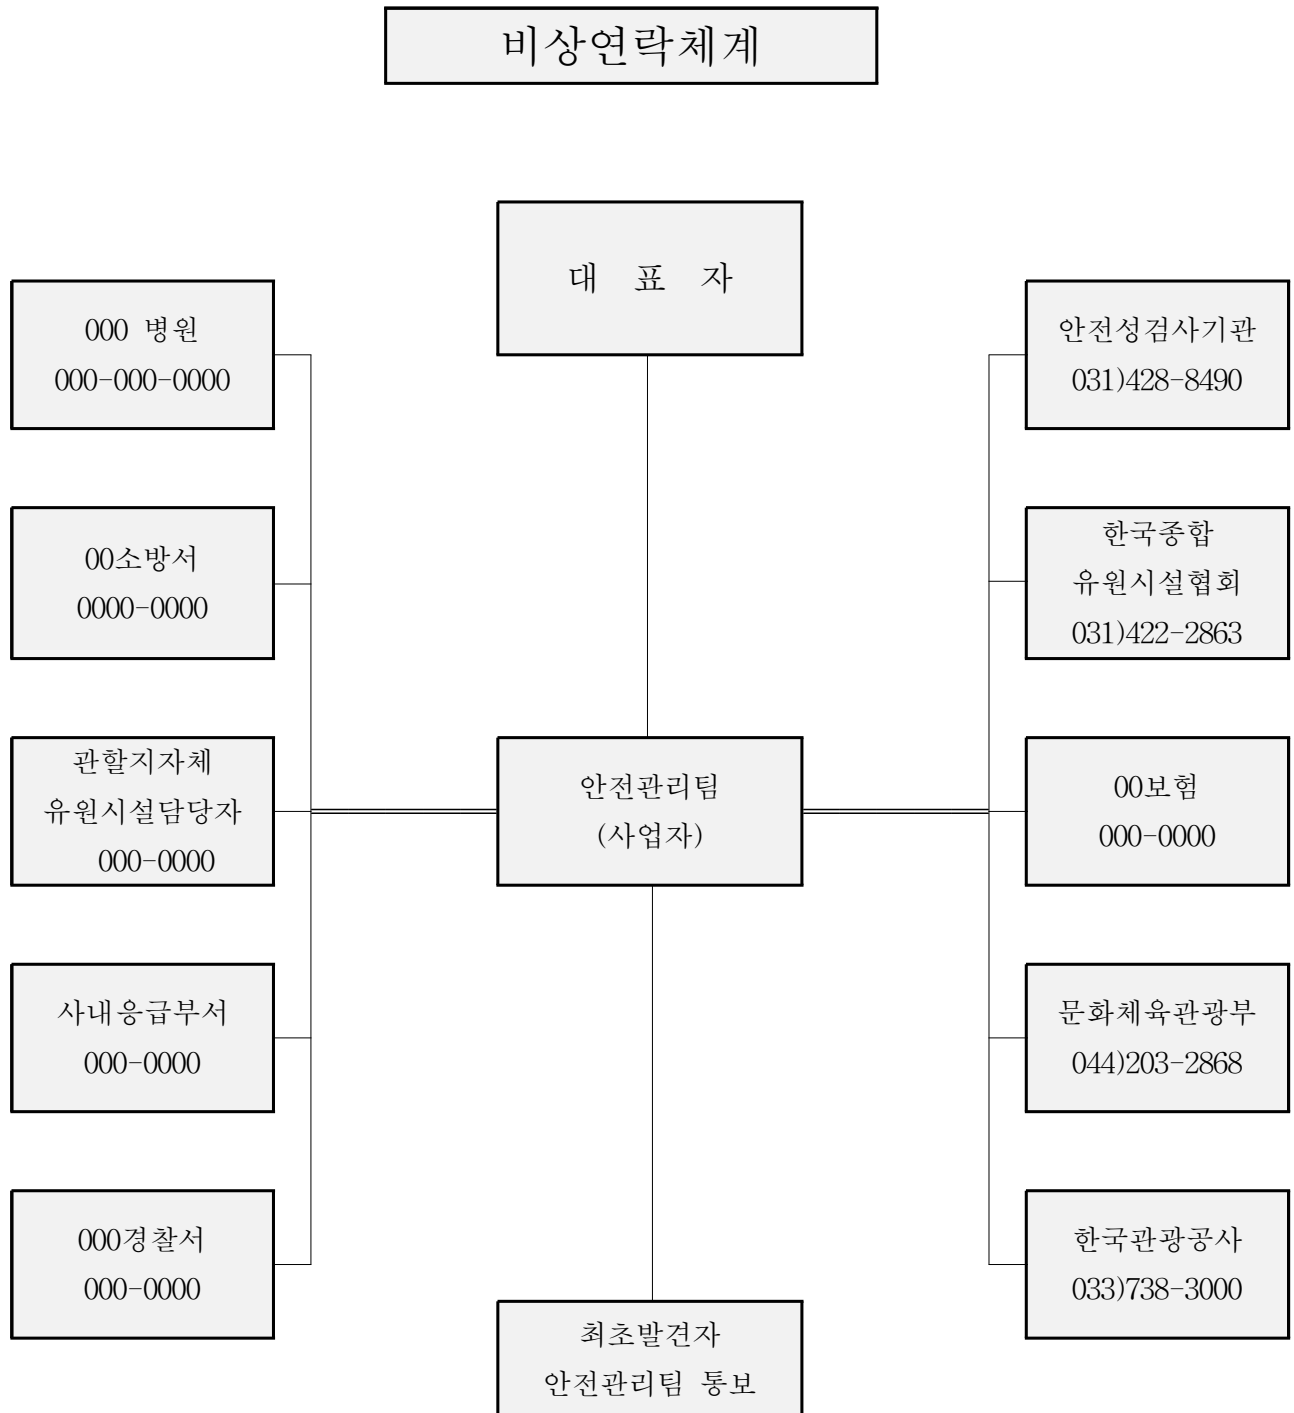 비상연락체계
대 표 자
000 병원
000-000-0000
안전성검사기관
031)428-8490
00소방서
0000-0000
한국종합
유원시설협회
031)422-2863
관할지자체
유원시설담당자
000-0000
안전관리팀
(사업자)
00보험
000-0000
사내응급부서
000-0000
문화체육관광부
044)203-2868
000경찰서
000-0000
한국관광공사
033)738-3000
최초발견자
안전관리팀 통보